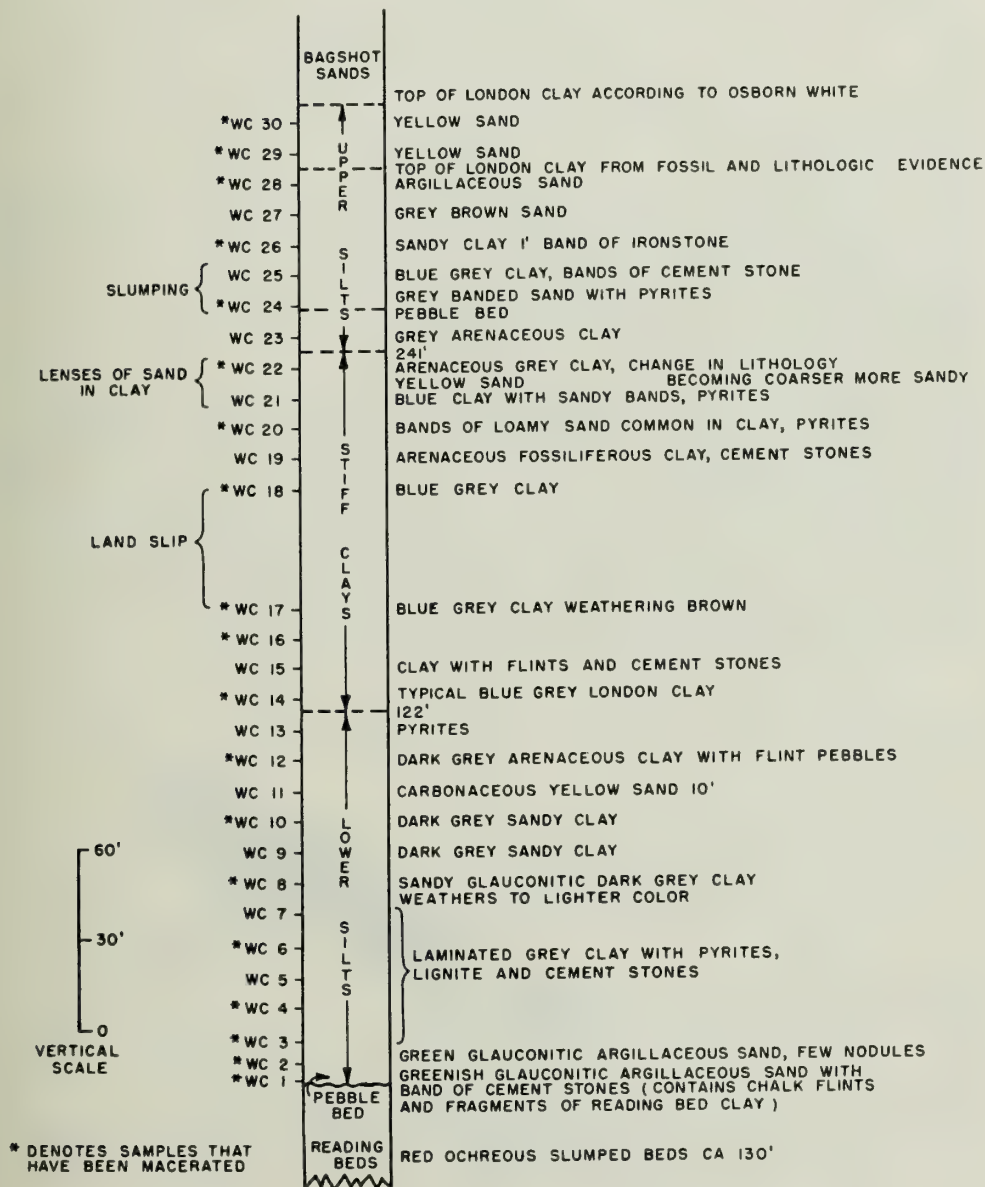 BAGSHOT
SANDS
TOP OF LONDON CLAY ACCORDING TO OSBORN WHITE
*WC 30 YELLOW SAND
*WC 29 YELLOW SAND
TOP OF LONDON CLAY FROM FOSSIL AND LITHOLOGIC EVIDENCE
*WC 28 ARGILLACEOUS SAND
WC 27 GREY BROWN SAND
*WC 26 SANDY CLAY 1' BAND OF IRONSTONE
UPPER SILTS
SLUMPING
WC 25 BLUE GREY CLAY, BANDS OF CEMENT STONE
*WC 24 GREY BANDED SAND WITH PYRITES
PEBBLE BED
WC 23 GREY ARENACEOUS CLAY
241'
LENSES OF SAND
IN CLAY
*WC 22 ARENACEOUS GREY CLAY, CHANGE IN LITHOLOGY
YELLOW SAND BECOMING COARSER MORE SANDY
WC 21 BLUE CLAY WITH SANDY BANDS, PYRITES
*WC 20 BANDS OF LOAMY SAND COMMON IN CLAY, PYRITES
WC 19 ARENACEOUS FOSSILIFEROUS CLAY, CEMENT STONES
*WC 18 BLUE GREY CLAY
STIFF CLAYS
LAND SLIP
*WC 17 BLUE GREY CLAY WEATHERING BROWN
*WC 16
WC 15 CLAY WITH FLINTS AND CEMENT STONES
*WC 14 TYPICAL BLUE GREY LONDON CLAY
122'
WC 13 PYRITES
*WC 12 DARK GREY ARENACEOUS CLAY WITH FLINT PEBBLES
WC 11 CARBONACEOUS YELLOW SAND 10'
*WC 10 DARK GREY SANDY CLAY
WC 9 DARK GREY SANDY CLAY
*WC 8 SANDY GLAUCONITIC DARK GREY CLAY
WEATHERS TO LIGHTER COLOR
LOWER SILTS
WC 7
*WC 6 LAMINATED GREY CLAY WITH PYRITES,
WC 5 LIGNITE AND CEMENT STONES
*WC 4
*WC 3
*WC 2 GREEN GLAUCONITIC ARGILLACEOUS SAND, FEW NODULES
*WC 1 GREENISH GLAUCONITIC ARGILLACEOUS SAND WITH
BAND OF CEMENT STONES (CONTAINS CHALK FLINTS
AND FRAGMENTS OF READING BED CLAY)
60'
30'
0
VERTICAL
SCALE
PEBBLE
BED
READING
BEDS
RED OCHREOUS SLUMPED BEDS CA 130'
* DENOTES SAMPLES THAT
HAVE BEEN MACERATED